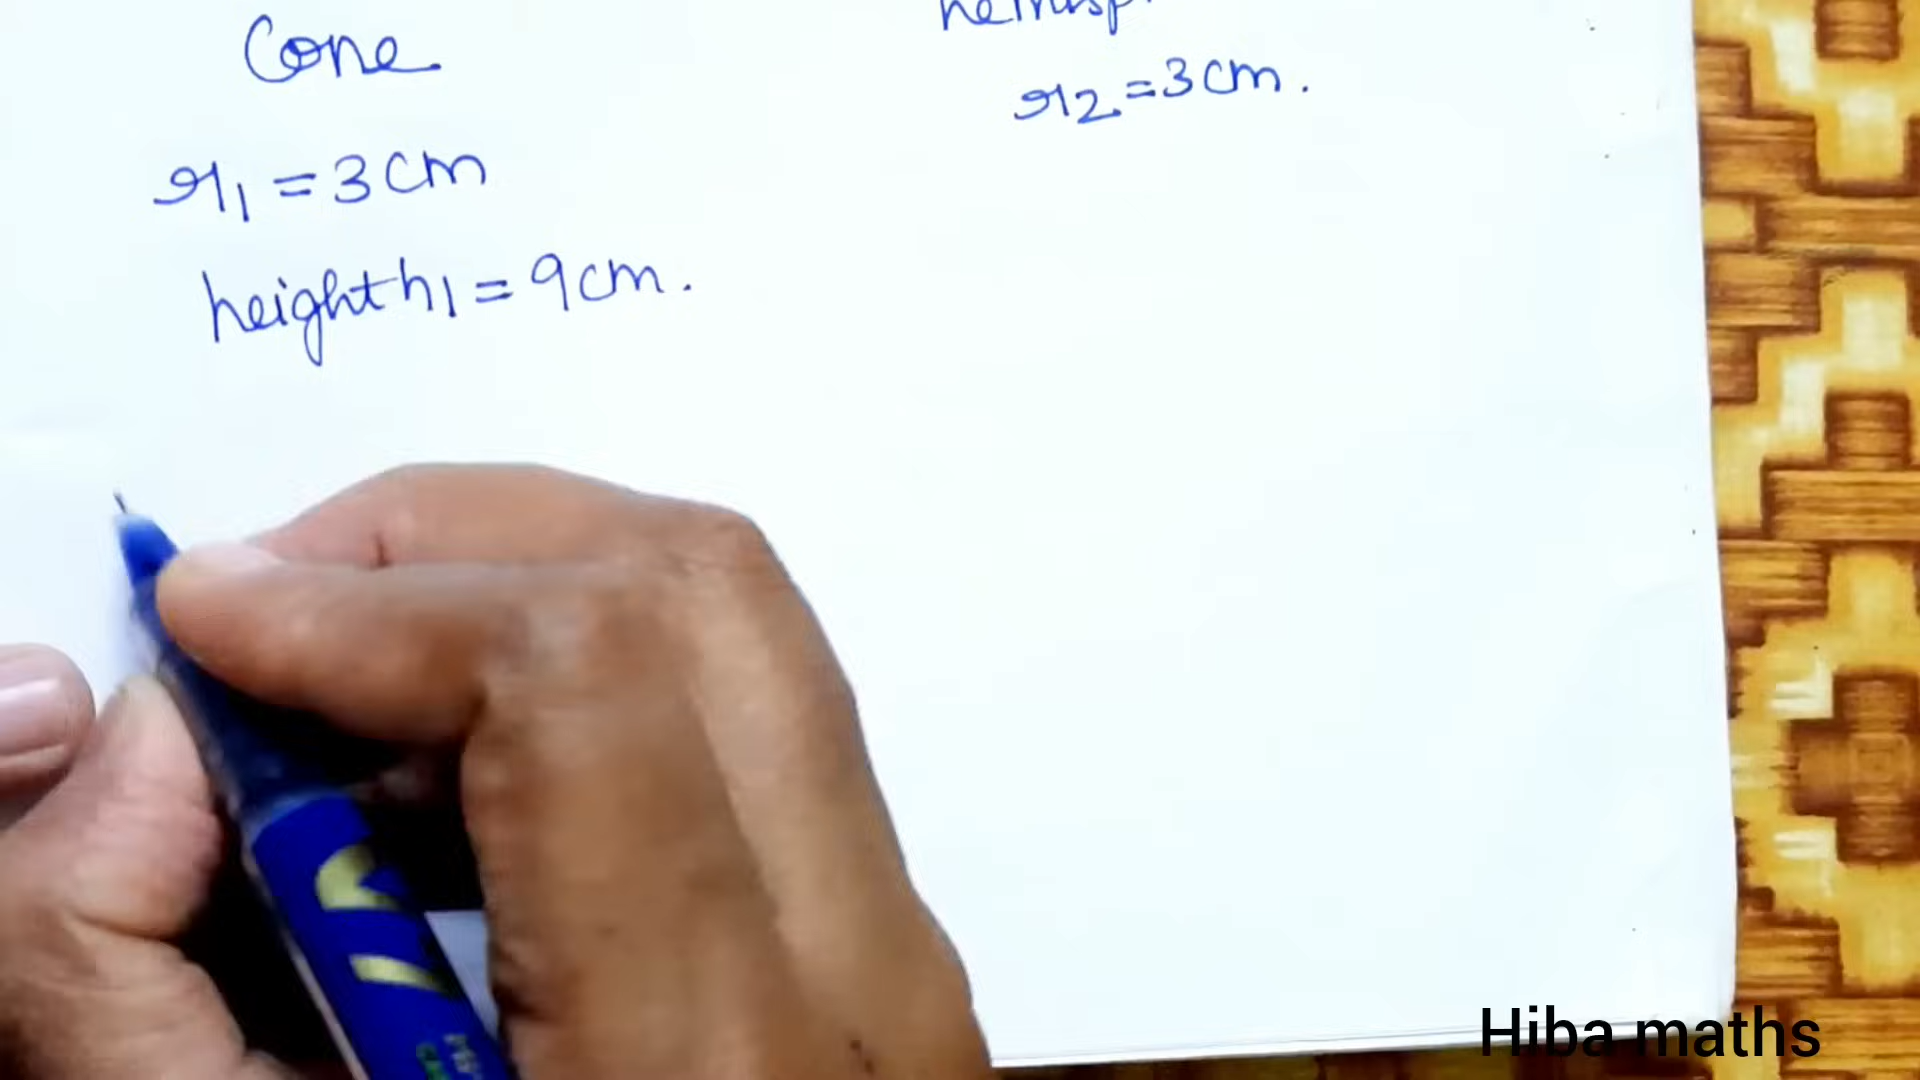 Cone
r1 = 3 cm
height h1 = 9 cm.
r2 = 3 cm.
Hiba maths